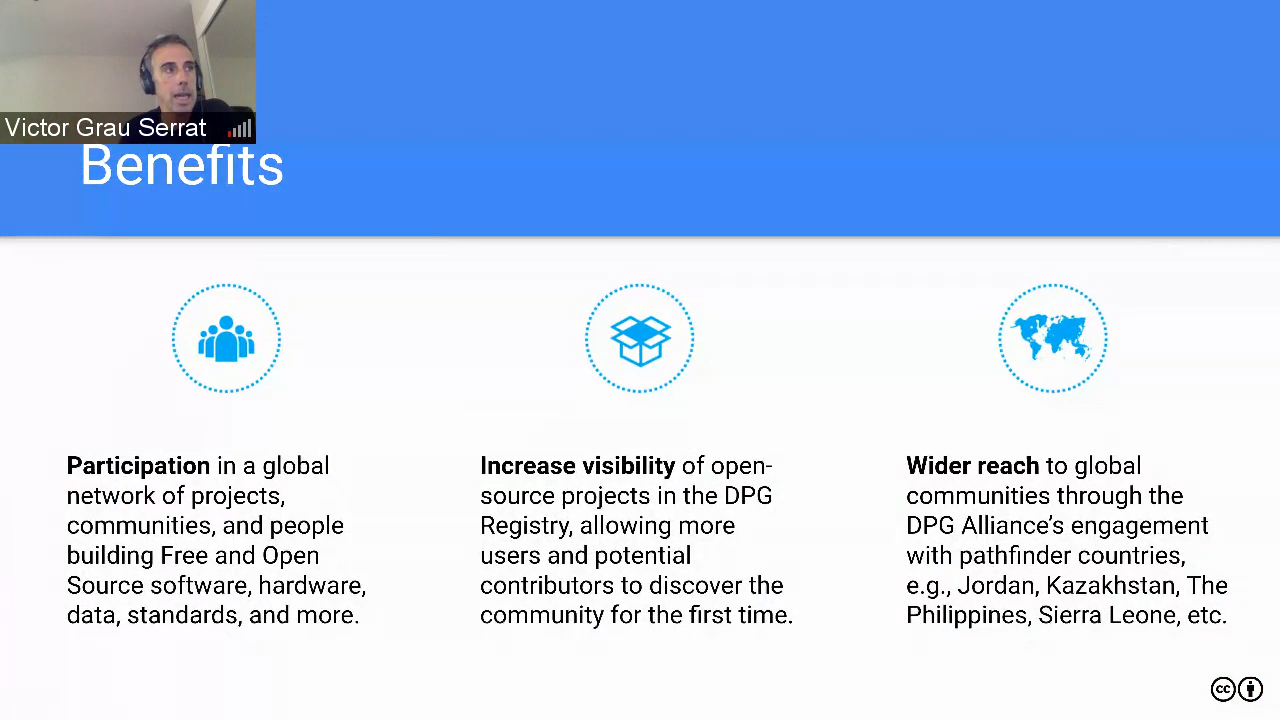 Victor Grau Serrat
Benefits
Participation in a global
network of projects,
communities, and people
building Free and Open
Source software, hardware,
data, standards, and more.
Increase visibility of open-
source projects in the DPG
Registry, allowing more
users and potential
contributors to discover the
community for the first time.
Wider reach to global
communities through the
DPG Alliance’s engagement
with pathfinder countries,
e.g., Jordan, Kazakhstan, The
Philippines, Sierra Leone, etc.
cc